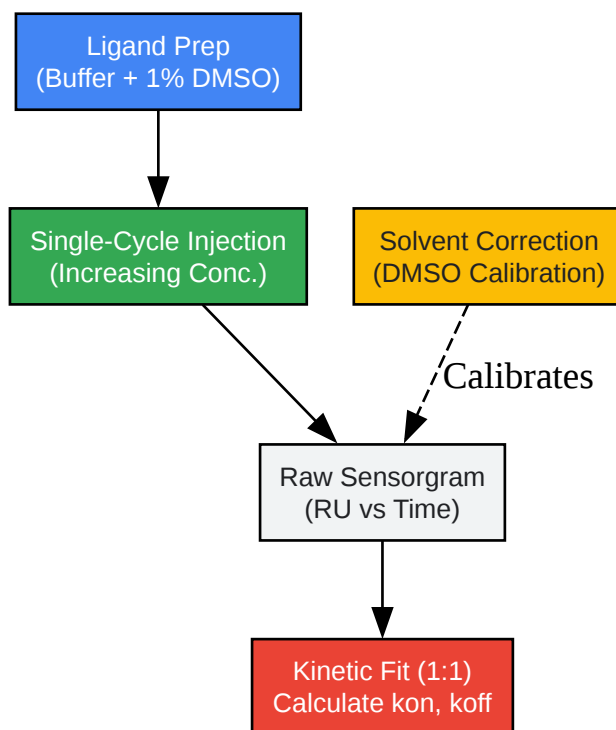 Ligand Prep
(Buffer + 1% DMSO)
Single-Cycle Injection
(Increasing Conc.)
Solvent Correction
(DMSO Calibration)
Calibrates
Raw Sensorgram
(RU vs Time)
Kinetic Fit (1:1)
Calculate kon, koff